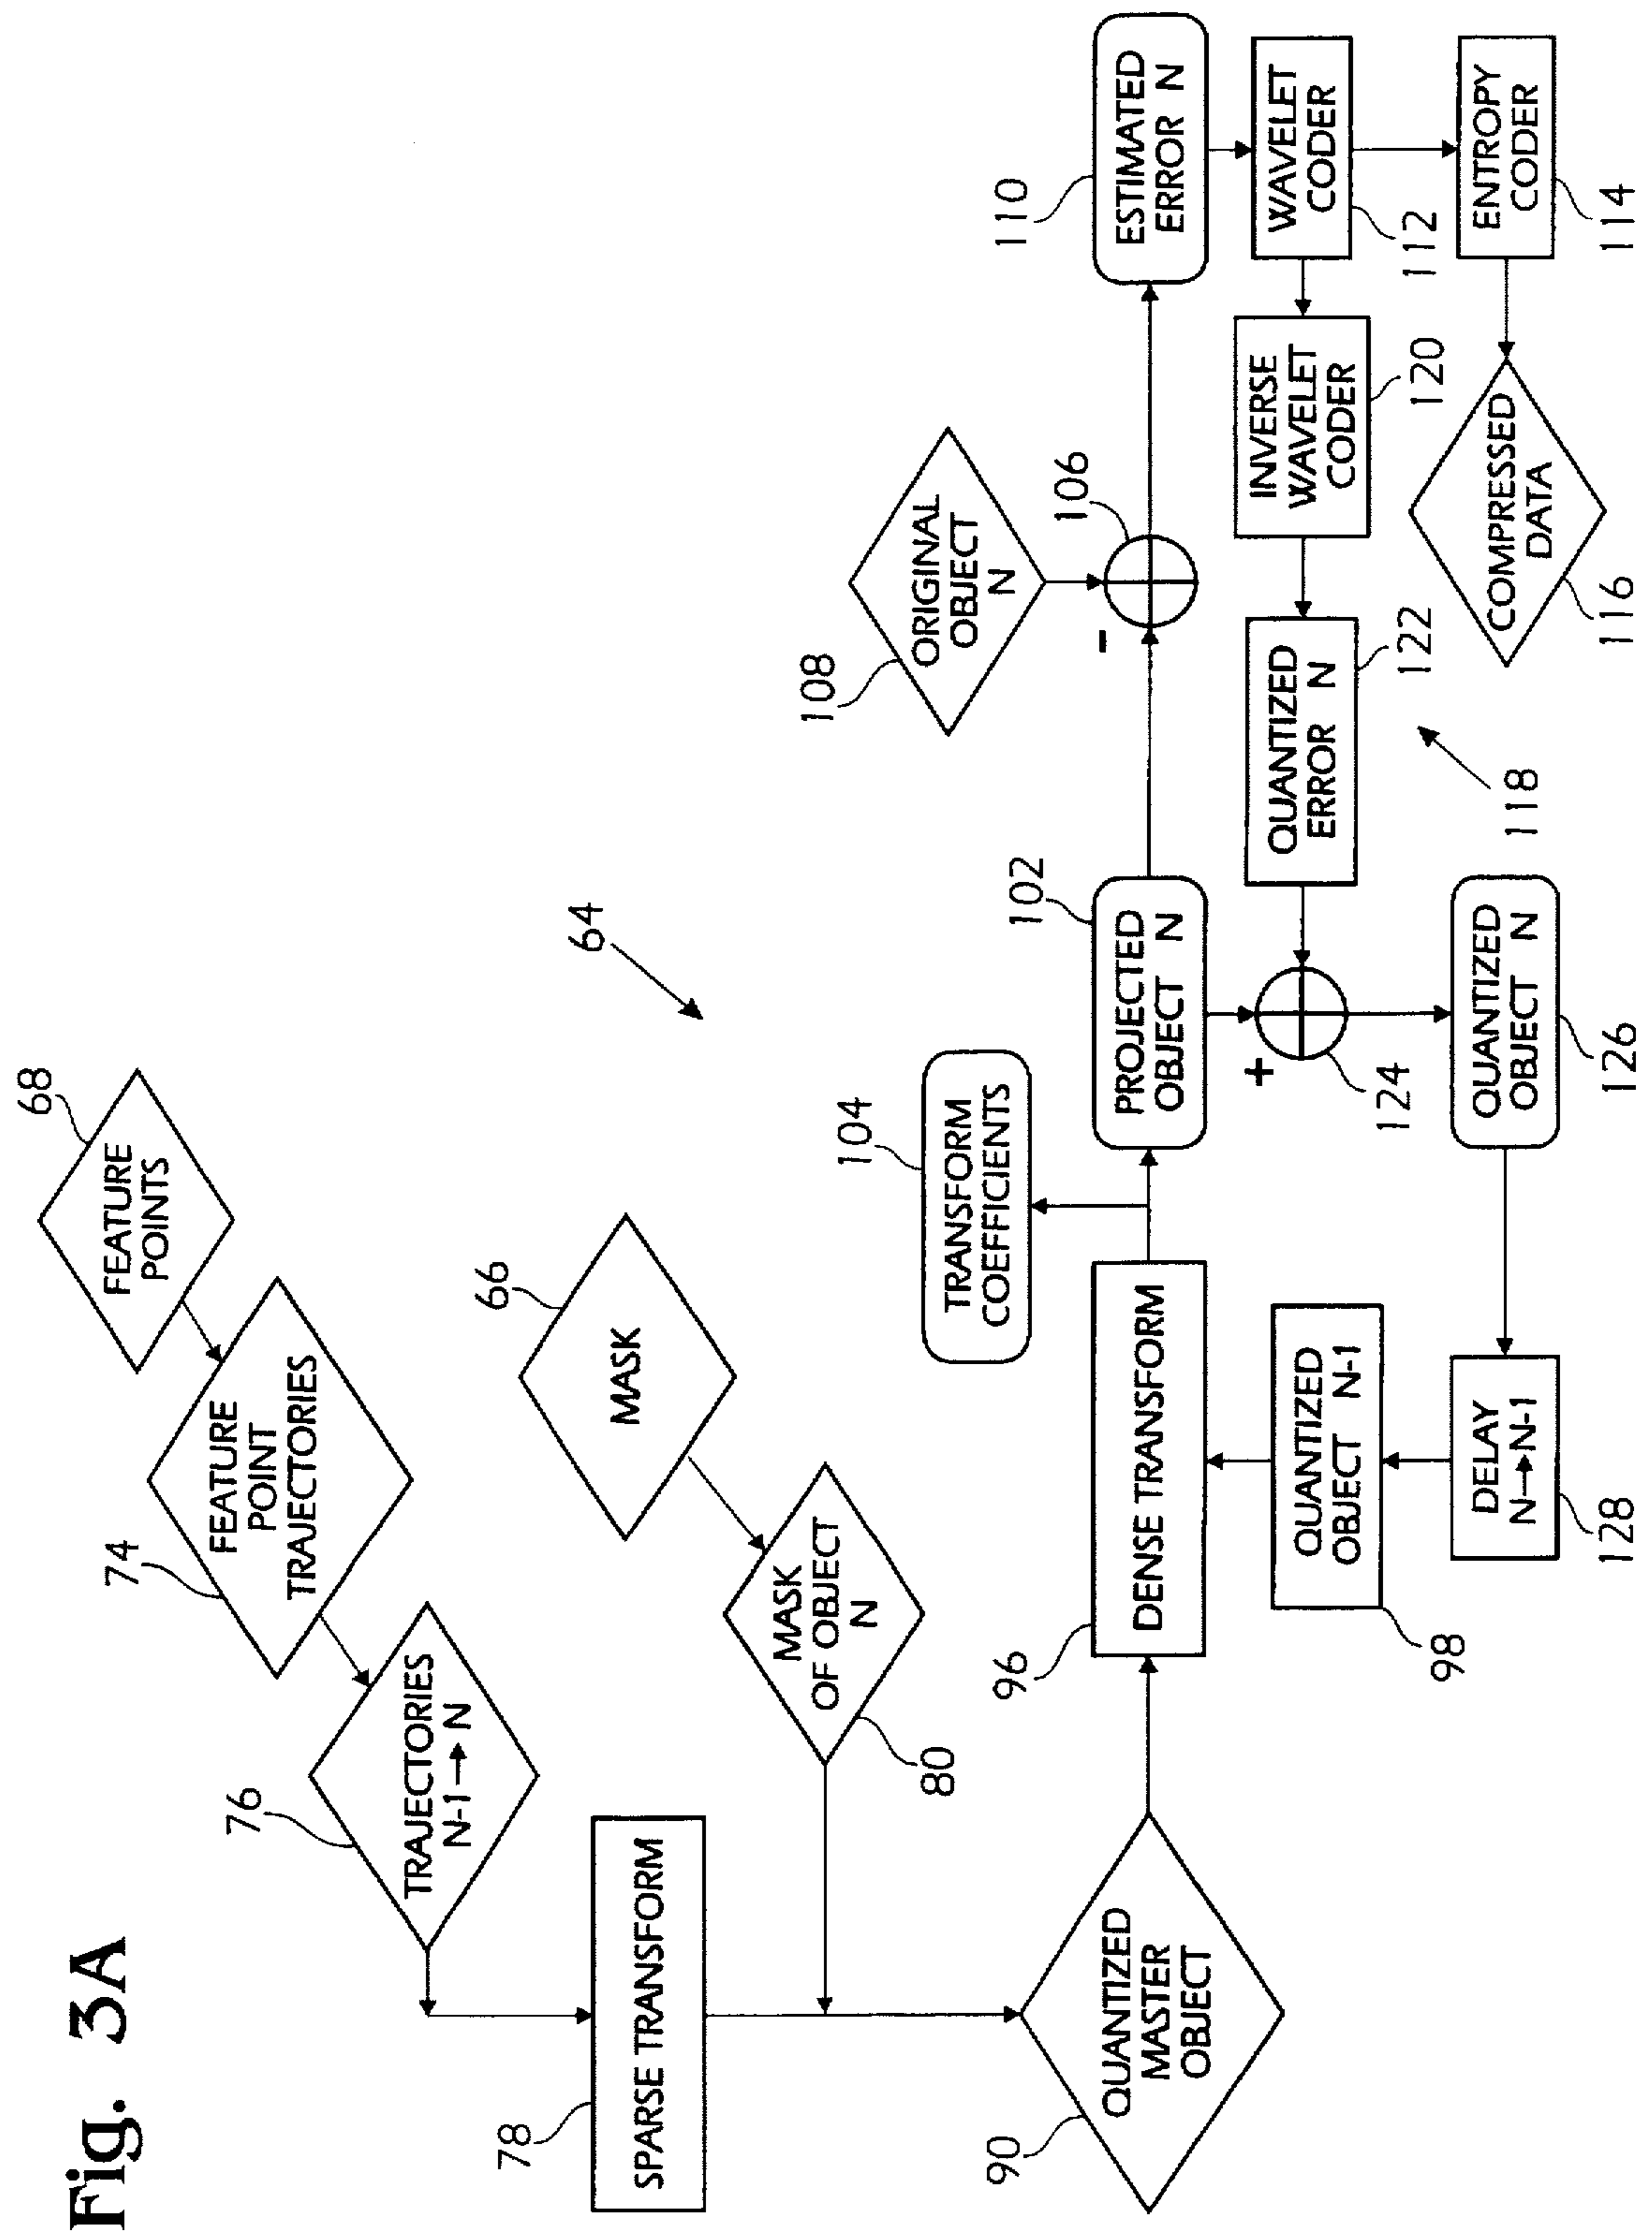 Fig. 3A
68
FEATURE
POINTS
74
FEATURE
POINT
TRAJECTORIES
76
TRAJECTORIES
N-1→N
64
66
MASK
78
SPARSE TRANSFORM
MASK
OF OBJECT
N
80
108
ORIGINAL
OBJECT
N
104
TRANSFORM
COEFFICIENTS
90
QUANTIZED
MASTER
OBJECT
96
DENSE TRANSFORM
102
PROJECTED
OBJECT N
-
106
110
ESTIMATED
ERROR N
98
QUANTIZED
OBJECT N-1
+
124
QUANTIZED
ERROR N
122
INVERSE
WAVELET
CODER
120
WAVELET
CODER
112
118
128
DELAY
N→N-1
126
QUANTIZED
OBJECT N
116
COMPRESSED
DATA
ENTROPY
CODER
114